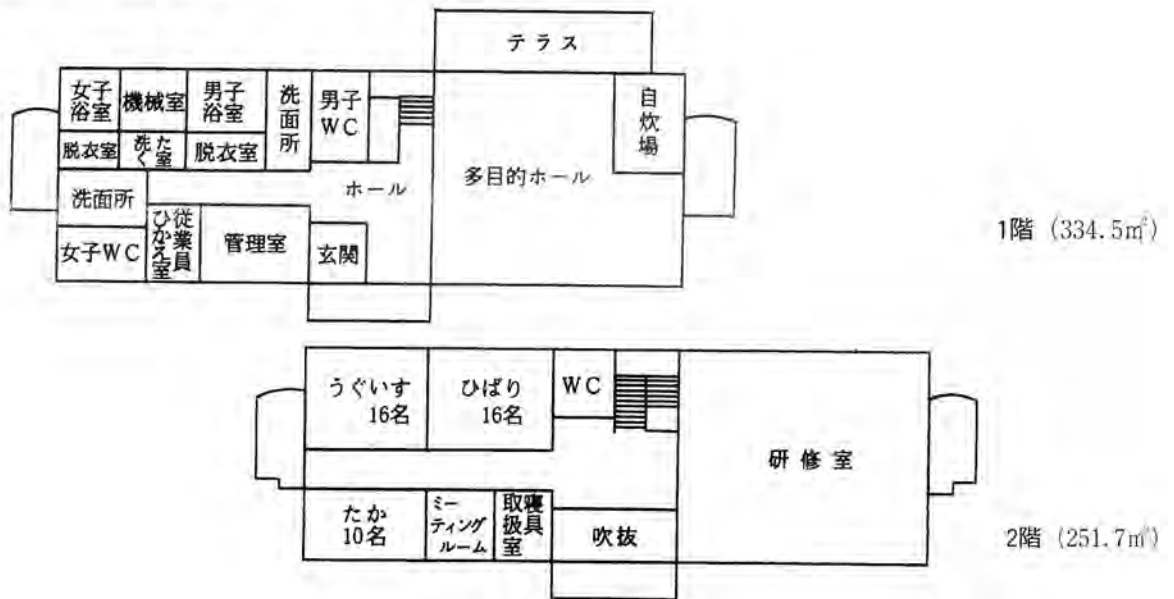 テラス
女子
浴室
機械室
男子
浴室
洗面所
男子
WC
自炊場
脱衣室
洗たく室
脱衣室
ホール
多目的ホール
洗面所
女子WC
従業員
ひかえ室
管理室
玄関
1階 (334.5㎡)
うぐいす
16名
ひばり
16名
WC
研修室
たか
10名
ミー
ティング
ルーム
寝具
取扱室
吹抜
2階 (251.7㎡)